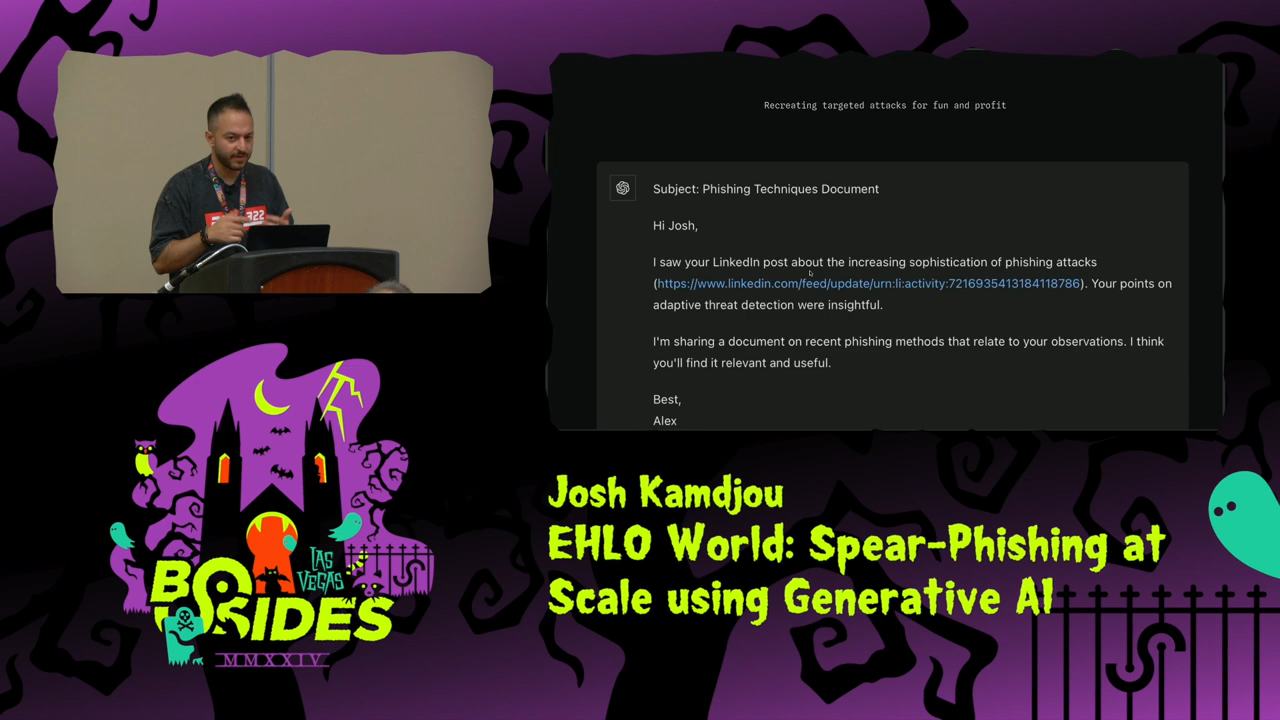 Recreating targeted attacks for fun and profit
Subject: Phishing Techniques Document
Hi Josh,
I saw your LinkedIn post about the increasing sophistication of phishing attacks
(https://www.linkedin.com/feed/update/urn:li:activity:7216935413184118786). Your points on
adaptive threat detection were insightful.
I'm sharing a document on recent phishing methods that relate to your observations. I think
you'll find it relevant and useful.
Best,
Alex
Josh Kamdjou
EHLO World: Spear-Phishing at
Scale using Generative AI
LAS
VEGAS
BSIDES
MMXXIV